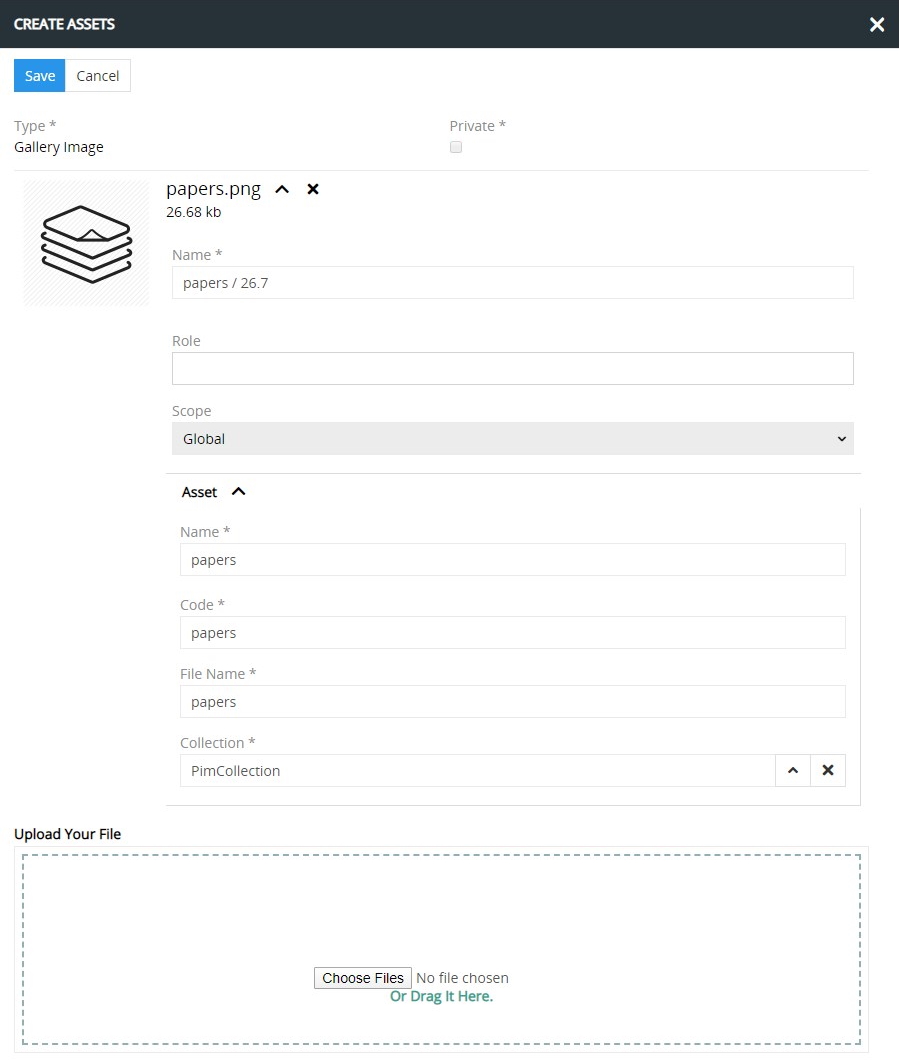 CREATE ASSETS
Save Cancel
Type * Private *
Gallery Image
papers.png
26.68 kb
Name *
papers / 26.7
Role
Scope
Global
Asset
Name *
papers
Code *
papers
File Name *
papers
Collection *
PimCollection
Upload Your File
Choose Files No file chosen
Or Drag It Here.